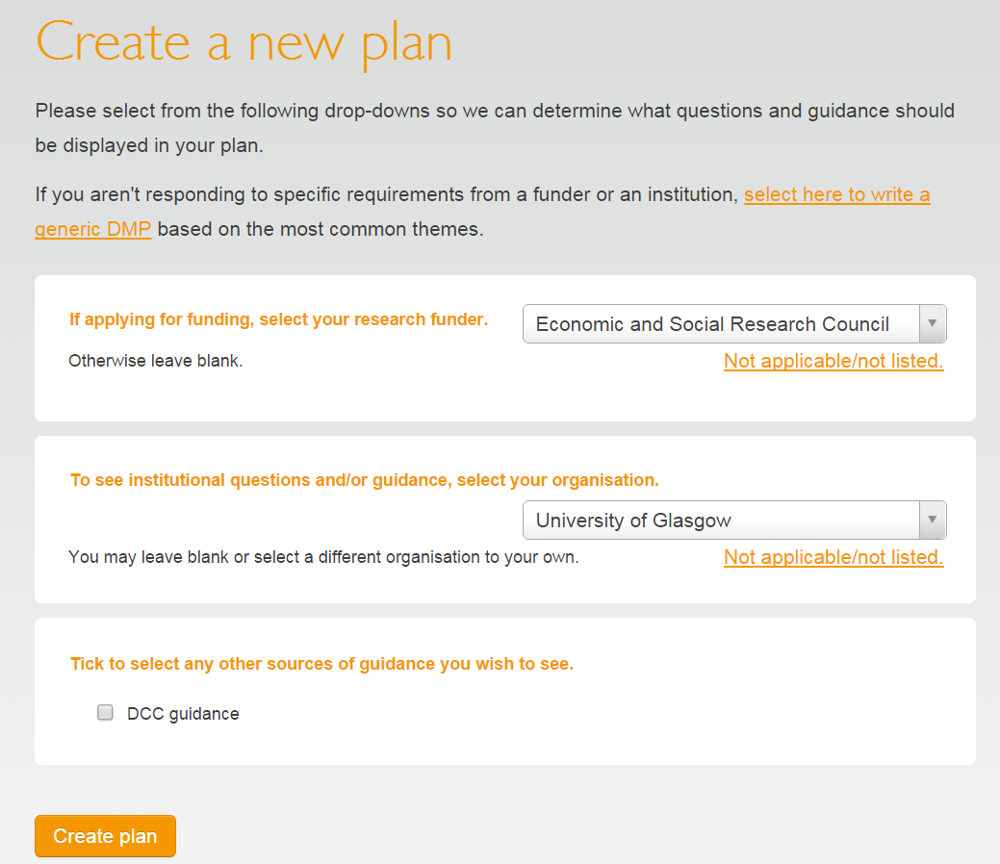 Create a new plan
Please select from the following drop-downs so we can determine what questions and guidance should
be displayed in your plan.
If you aren't responding to specific requirements from a funder or an institution, select here to write a
generic DMP based on the most common themes.
If applying for funding, select your research funder.
Economic and Social Research Council
Otherwise leave blank.
Not applicable/not listed.
To see institutional questions and/or guidance, select your organisation.
University of Glasgow
You may leave blank or select a different organisation to your own.
Not applicable/not listed.
Tick to select any other sources of guidance you wish to see.
DCC guidance
Create plan